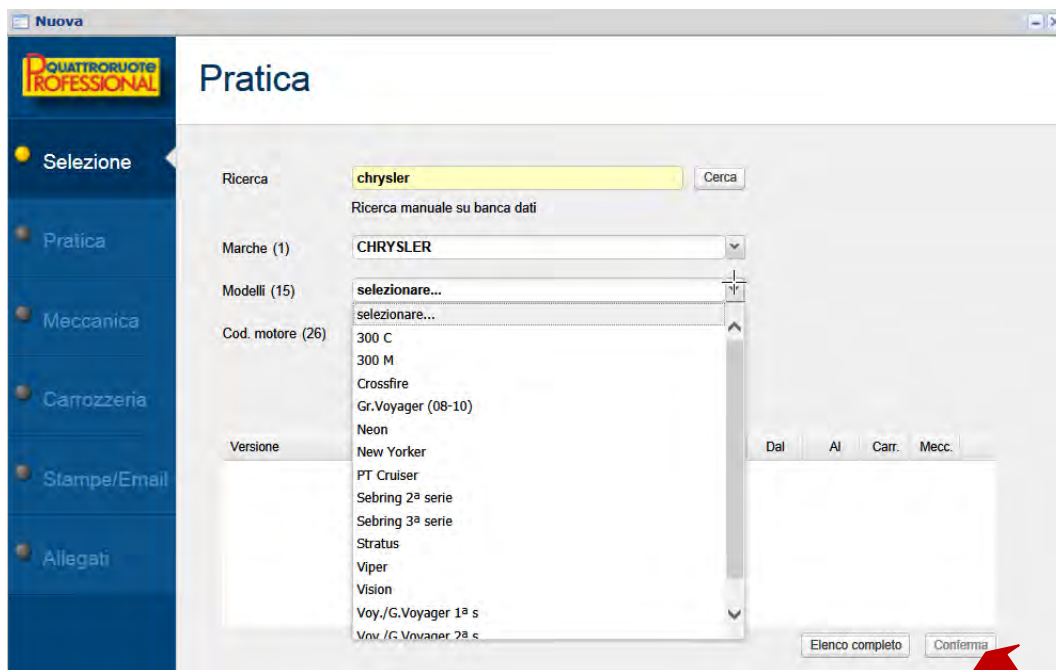 Nuova
QUATTRORUOTE
PROFESSIONAL
Pratica
Selezione
Pratica
Meccanica
Carrozzeria
Stampe/Email
Allegati
Ricerca chrysler Cerca
Ricerca manuale su banca dati
Marche (1) CHRYSLER
Modelli (15) selezionare...
Cod. motore (26)
selezionare...
300 C
300 M
Crossfire
Gr.Voyager (08-10)
Neon
New Yorker
PT Cruiser
Sebring 2ª serie
Sebring 3ª serie
Stratus
Viper
Vision
Voy./G.Voyager 1ª s
Voy./G.Voyager 2ª s
Versione Dal Al Carr. Mecc.
Elenco completo Conferma